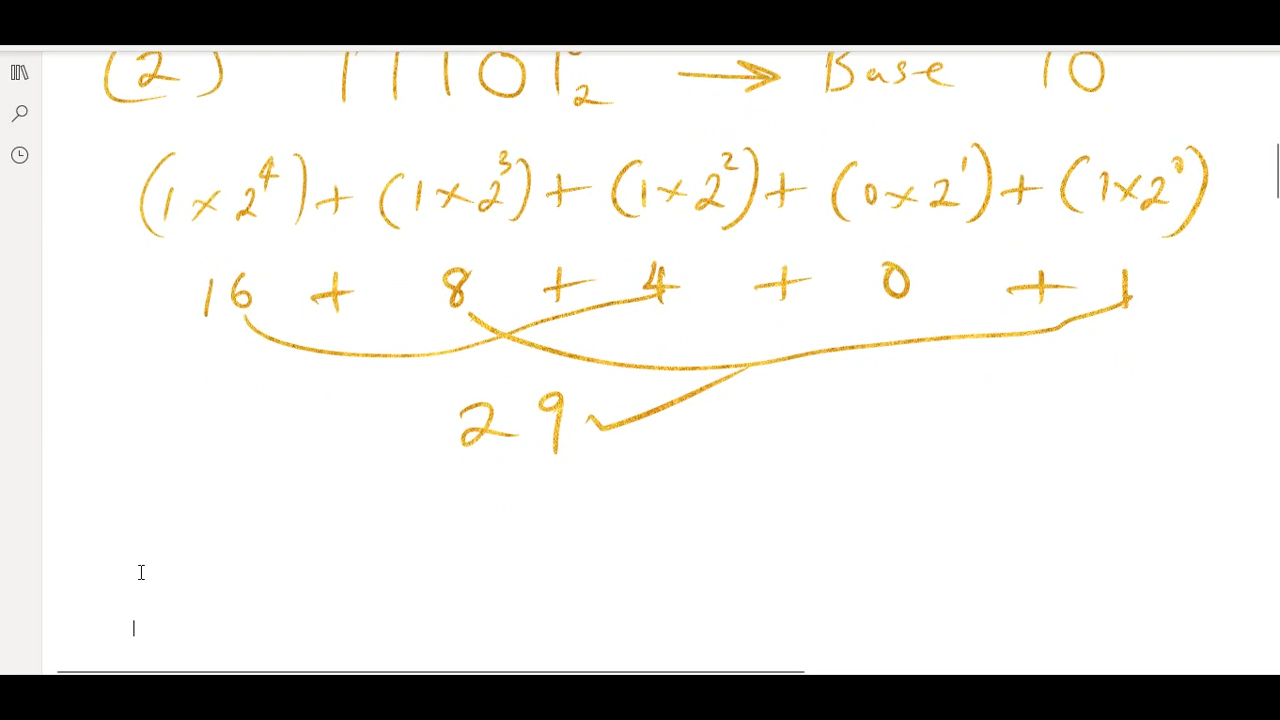 (2) 11101₂ → Base 10
(1×2⁴)+(1×2³)+(1×2²)+(0×2¹)+(1×2⁰)
16 + 8 + 4 + 0 + 1
29